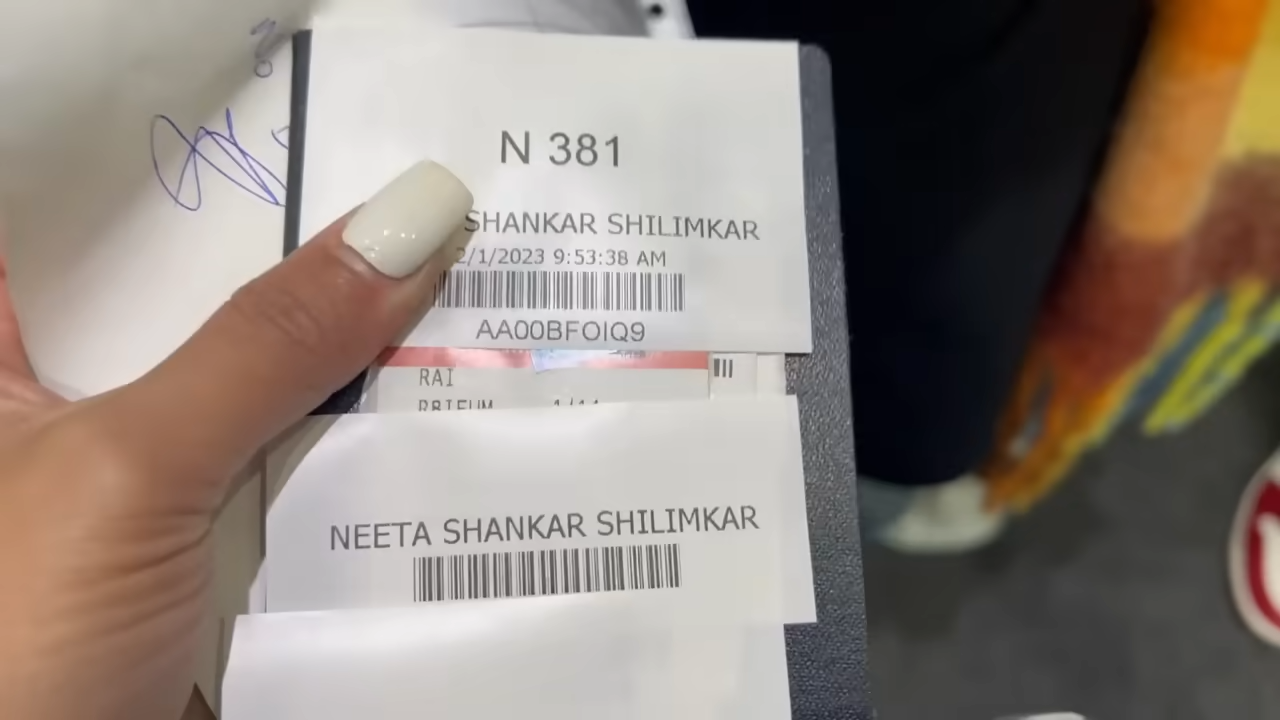 N 381
SHANKAR SHILIMKAR
2/1/2023 9:53:38 AM
AA00BFOIQ9
RAI
NEETA SHANKAR SHILIMKAR